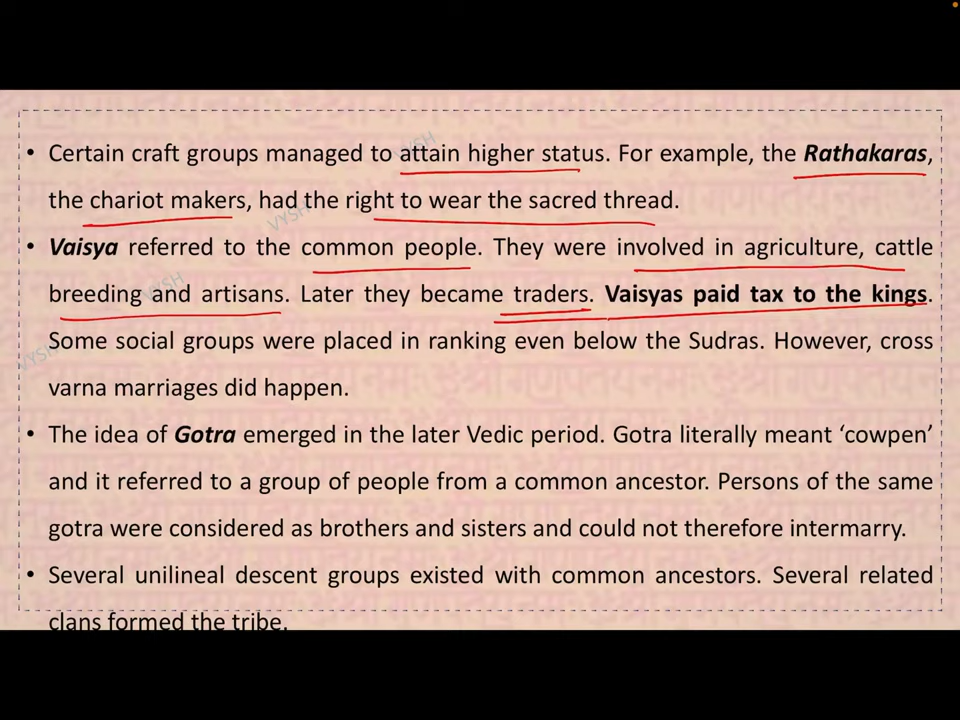 • Certain craft groups managed to attain higher status. For example, the Rathakaras,
the chariot makers, had the right to wear the sacred thread.
• Vaisya referred to the common people. They were involved in agriculture, cattle
breeding and artisans. Later they became traders. Vaisyas paid tax to the kings.
Some social groups were placed in ranking even below the Sudras. However, cross
varna marriages did happen.
• The idea of Gotra emerged in the later Vedic period. Gotra literally meant ‘cowpen’
and it referred to a group of people from a common ancestor. Persons of the same
gotra were considered as brothers and sisters and could not therefore intermarry.
• Several unilineal descent groups existed with common ancestors. Several related
clans formed the tribe.